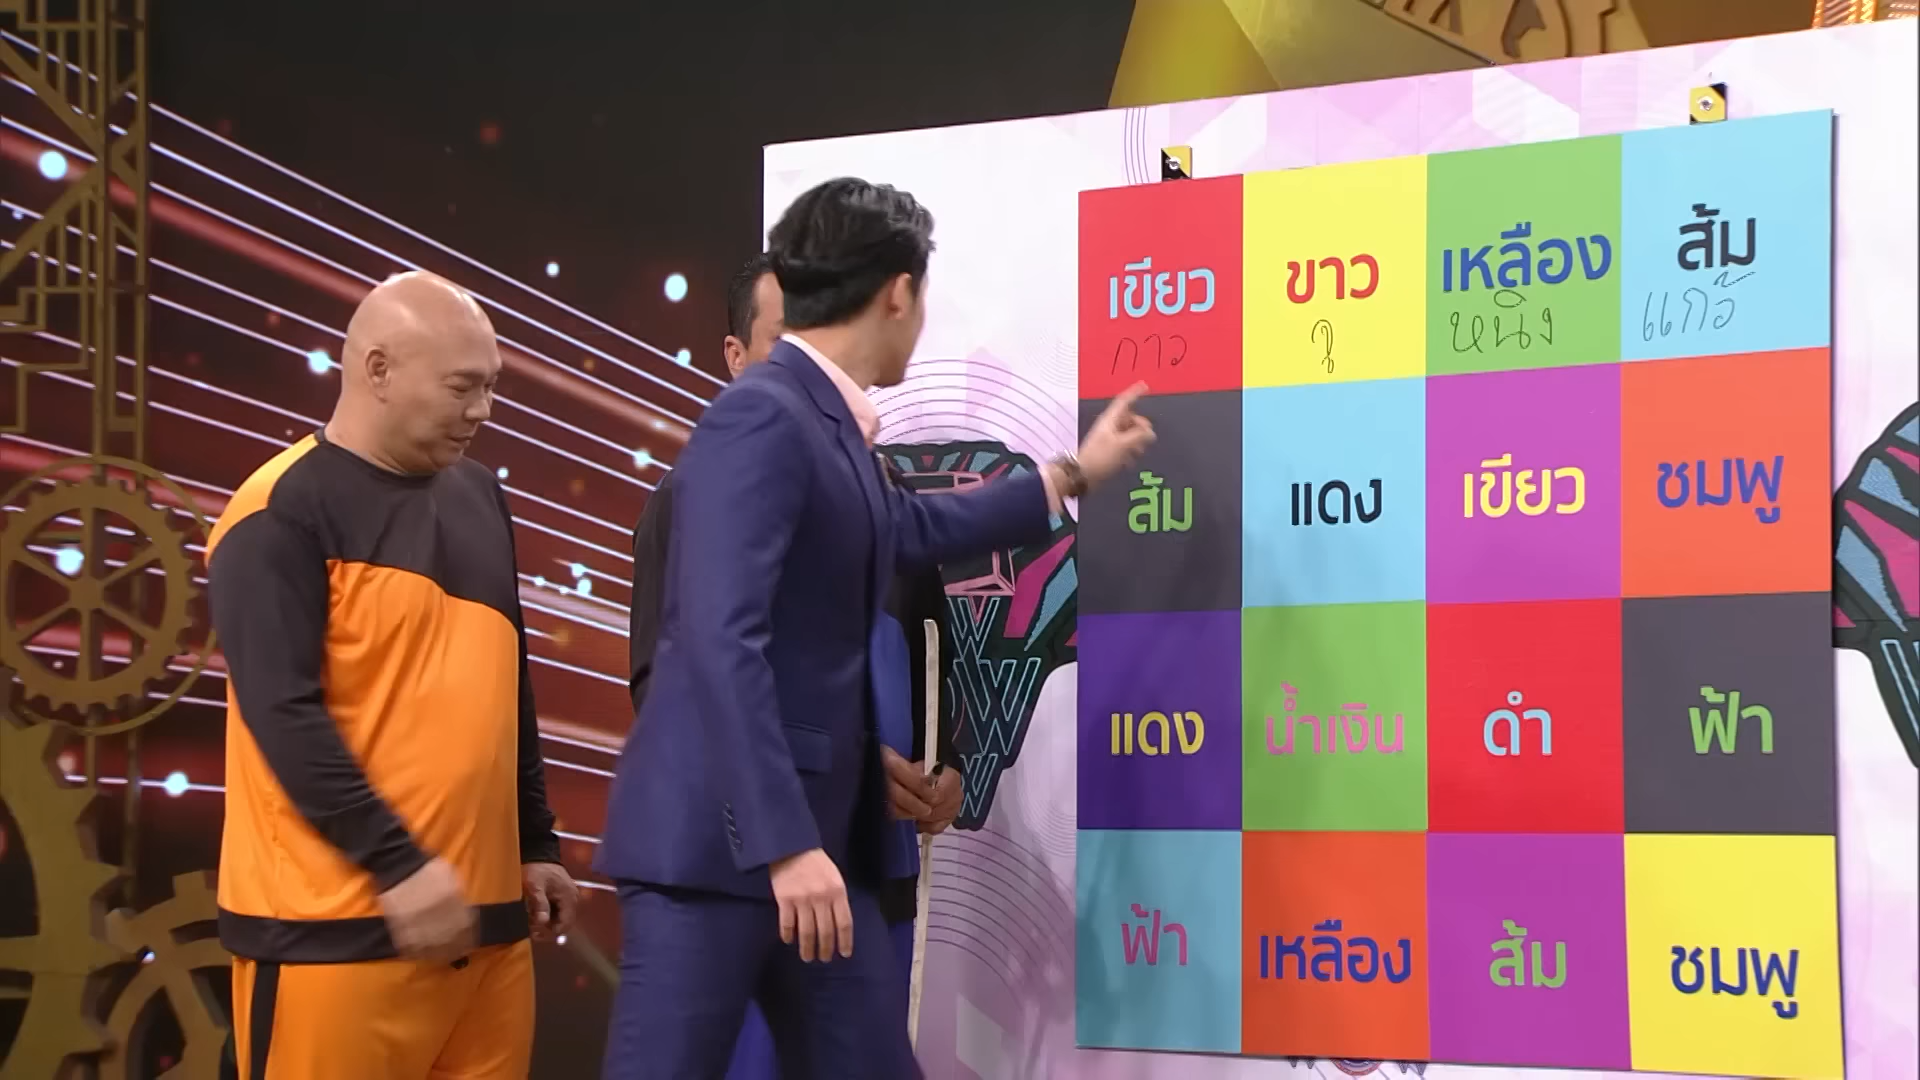 เขียว ขาว เหลือง ส้ม
กาว จู หนิง แกว้
ส้ม แดง เขียว ชมพู
แดง น้ำเงิน ดำ ฟ้า
ฟ้า เหลือง ส้ม ชมพู